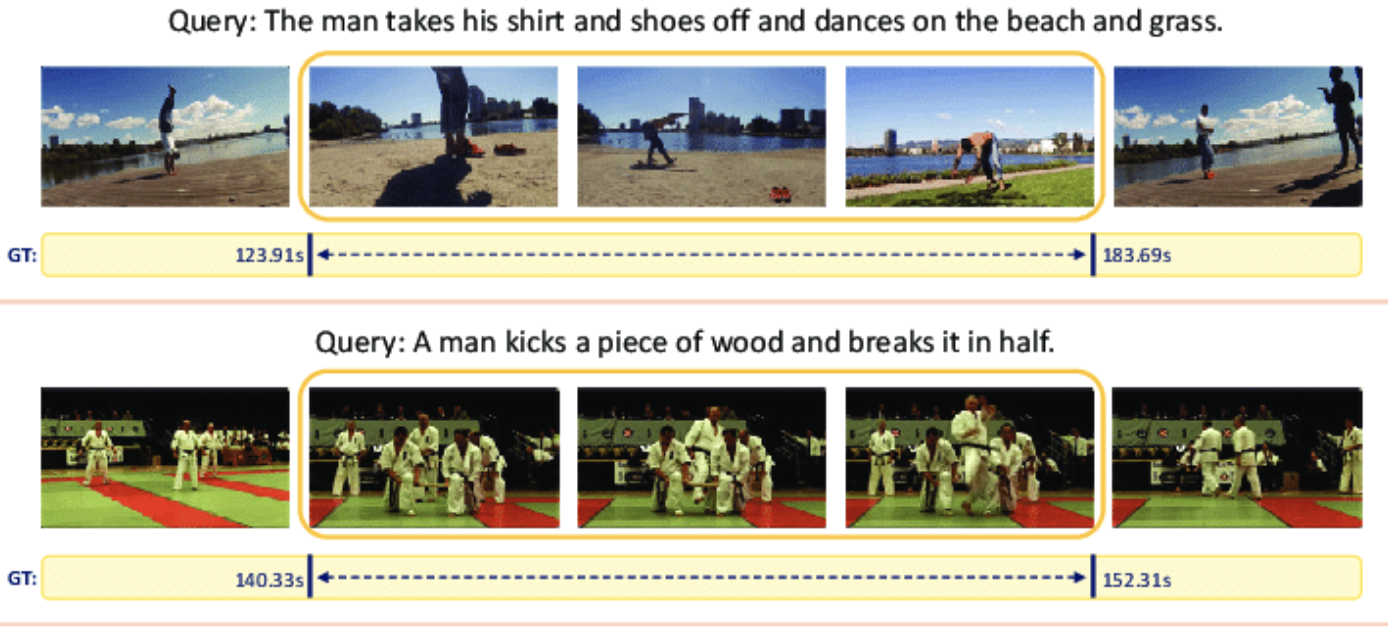 Query: The man takes his shirt and shoes off and dances on the beach and grass.
GT: 123.91s 183.69s
Query: A man kicks a piece of wood and breaks it in half.
GT: 140.33s 152.31s